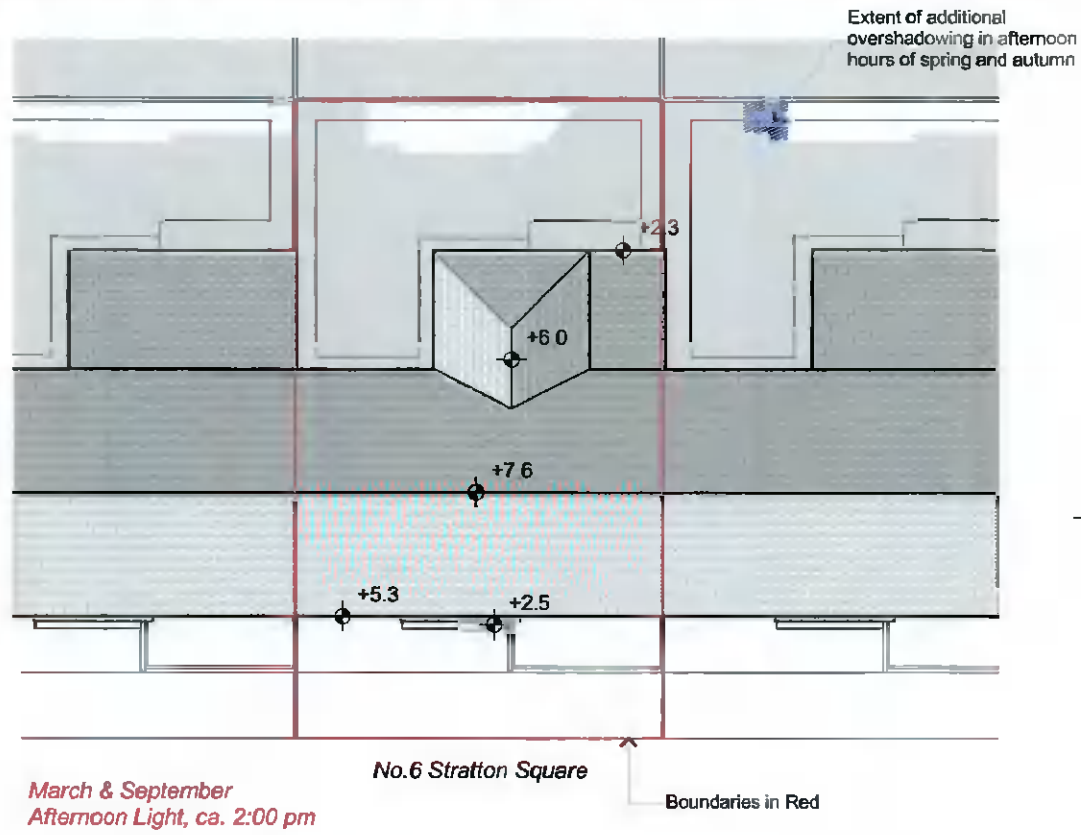 Extent of additional
overshadowing in afternoon
hours of spring and autumn
+2.3
+6 0
+7 6
+5.3
+2.5
No.6 Stratton Square
March & September
Afternoon Light, ca. 2:00 pm
Boundaries in Red